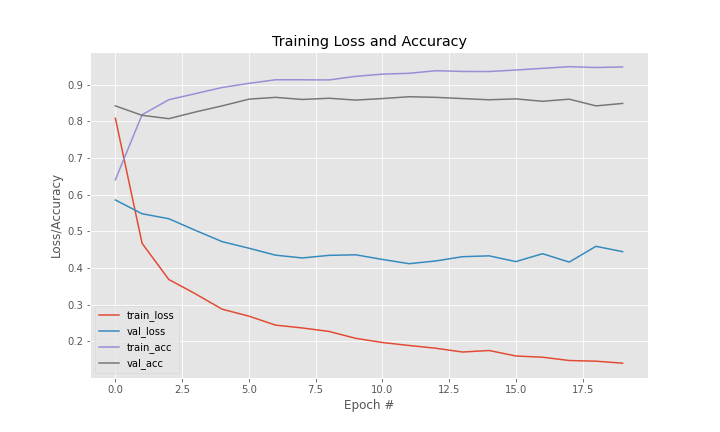 Training Loss and Accuracy
Loss/Accuracy
0.9
0.8
0.7
0.6
0.5
0.4
0.3
0.2
train_loss
val_loss
train_acc
val_acc
0.0 2.5 5.0 7.5 10.0 12.5 15.0 17.5
Epoch #